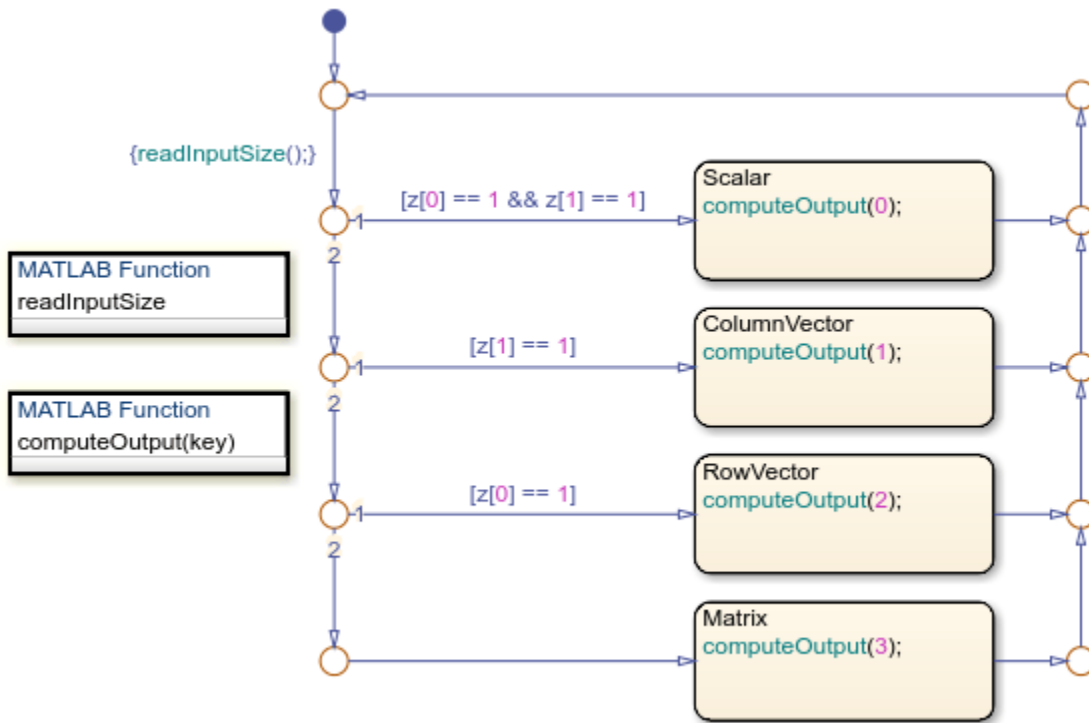 {readInputSize();}
1
[z[0] == 1 && z[1] == 1]
Scalar
computeOutput(0);
2
MATLAB Function
readInputSize
1
[z[1] == 1]
ColumnVector
computeOutput(1);
2
MATLAB Function
computeOutput(key)
1
[z[0] == 1]
RowVector
computeOutput(2);
2
Matrix
computeOutput(3);